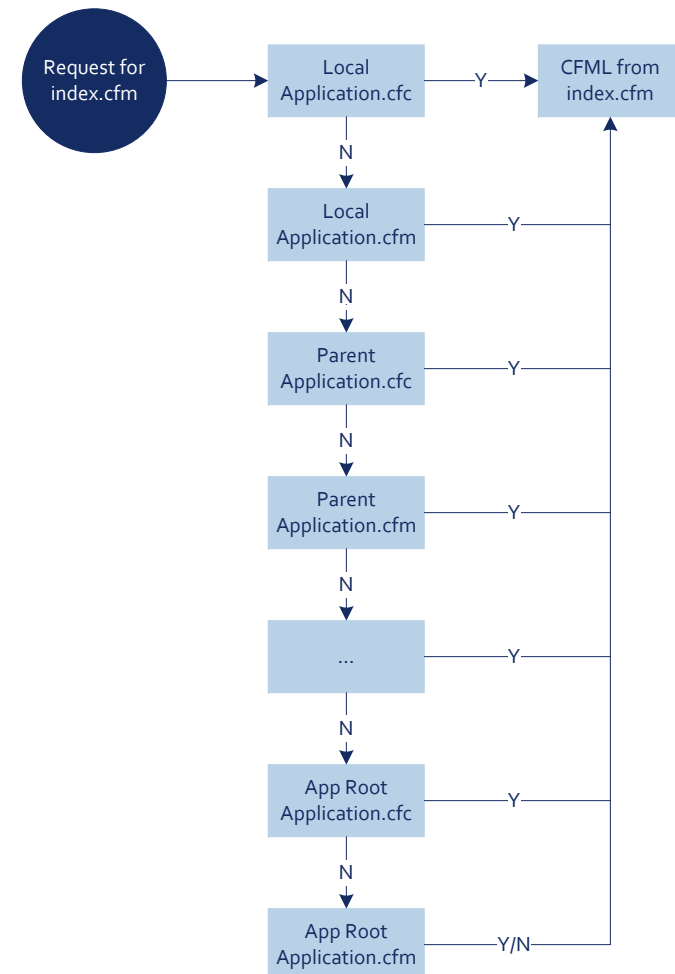 Request for
index.cfm
Local
Application.cfc
Y
CFML from
index.cfm
N
Local
Application.cfm
Y
N
Parent
Application.cfc
Y
N
Parent
Application.cfm
Y
N
...
Y
N
App Root
Application.cfc
Y
N
App Root
Application.cfm
Y/N